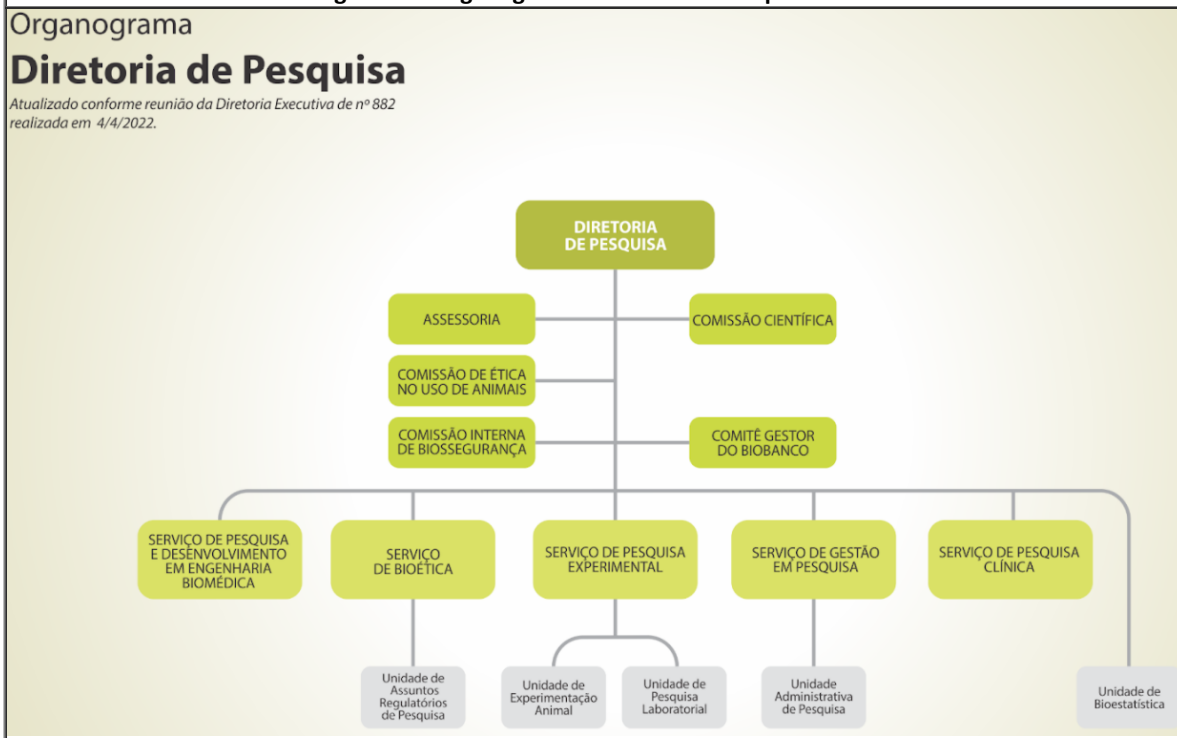 Organograma
Diretoria de Pesquisa
Atualizado conforme reunião da Diretoria Executiva de nº 882
realizada em 4/4/2022.
DIRETORIA
DE PESQUISA
ASSESSORIA
COMISSÃO CIENTÍFICA
COMISSÃO DE ÉTICA
NO USO DE ANIMAIS
COMISSÃO INTERNA
DE BIOSSEGURANÇA
COMITÊ GESTOR
DO BIOBANCO
SERVIÇO DE PESQUISA
E DESENVOLVIMENTO
EM ENGENHARIA
BIOMÉDICA
SERVIÇO
DE BIOÉTICA
SERVIÇO DE PESQUISA
EXPERIMENTAL
SERVIÇO DE GESTÃO
EM PESQUISA
SERVIÇO DE PESQUISA
CLÍNICA
Unidade de
Assuntos
Regulatórios
de Pesquisa
Unidade de
Experimentação
Animal
Unidade de
Pesquisa
Laboratorial
Unidade
Administrativa
de Pesquisa
Unidade de
Bioestatística